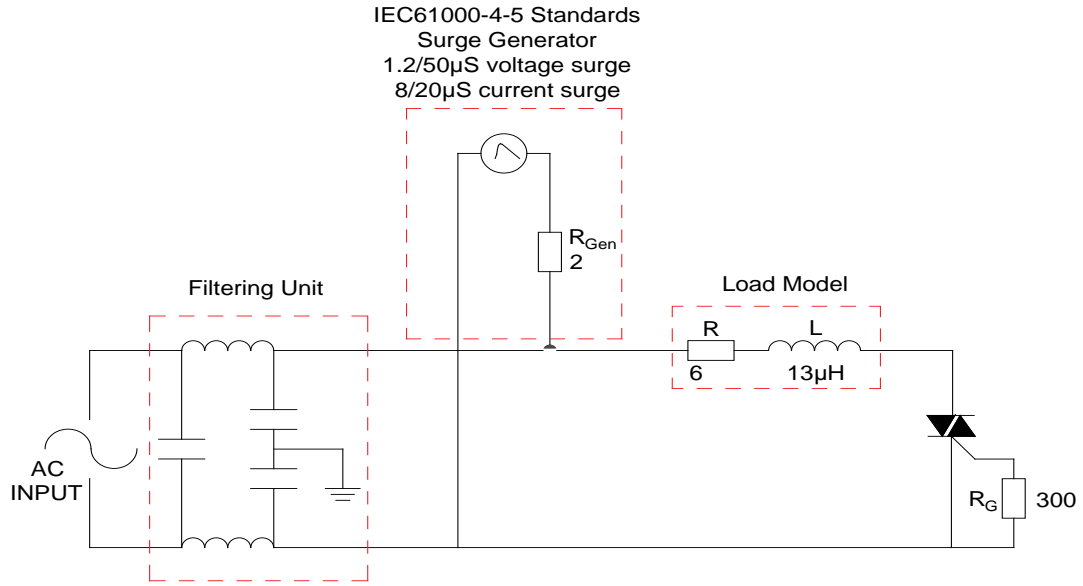 IEC61000-4-5 Standards
Surge Generator
1.2/50µS voltage surge
8/20µS current surge
RGen
2
Filtering Unit
Load Model
R
L
6
13µH
AC
INPUT
RG
300